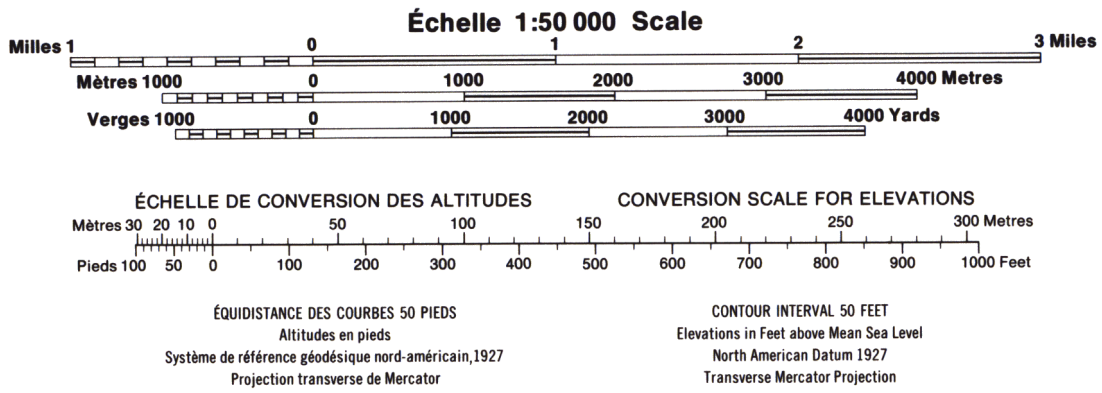 Échelle 1:50 000 Scale
Milles 1 0 1 2 3 Miles
Mètres 1000 0 1000 2000 3000 4000 Metres
Verges 1000 0 1000 2000 3000 4000 Yards
ÉCHELLE DE CONVERSION DES ALTITUDES CONVERSION SCALE FOR ELEVATIONS
Mètres 30 20 10 0 50 100 150 200 250 300 Metres
Pieds 100 50 0 100 200 300 400 500 600 700 800 900 1000 Feet
ÉQUIDISTANCE DES COURBES 50 PIEDS
Altitudes en pieds
Système de référence géodésique nord-américain,1927
Projection transverse de Mercator
CONTOUR INTERVAL 50 FEET
Elevations in Feet above Mean Sea Level
North American Datum 1927
Transverse Mercator Projection